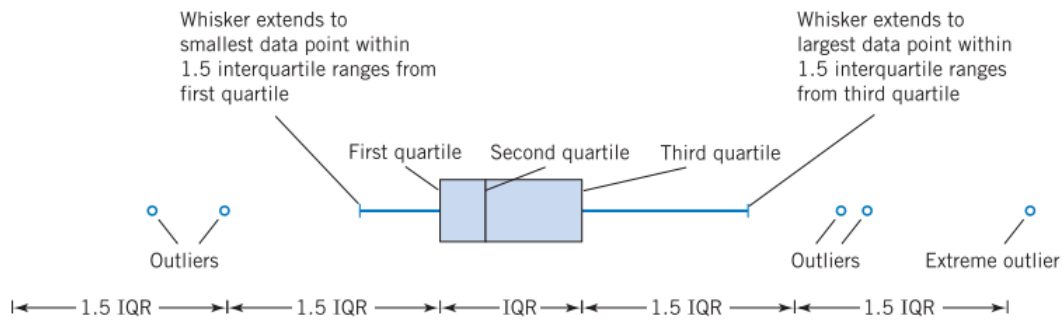 Whisker extends to
smallest data point within
1.5 interquartile ranges from
first quartile
Whisker extends to
largest data point within
1.5 interquartile ranges
from third quartile
First quartile
Second quartile
Third quartile
Outliers
Outliers
Extreme outlier
1.5 IQR
1.5 IQR
IQR
1.5 IQR
1.5 IQR